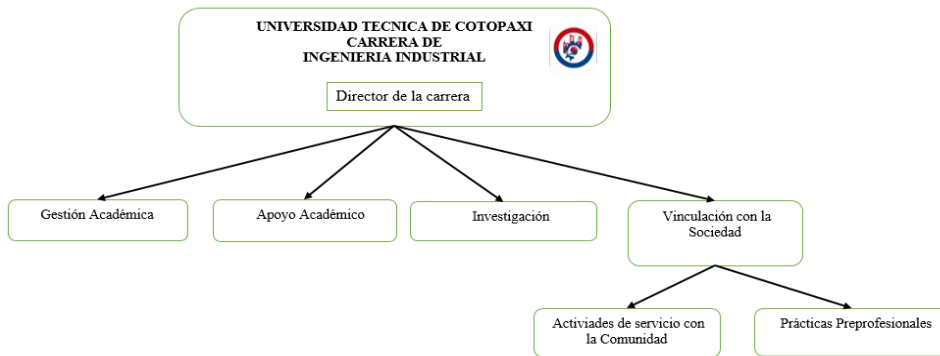 UNIVERSIDAD TECNICA DE COTOPAXI
CARRERA DE
INGENIERIA INDUSTRIAL
Director de la carrera
Gestión Académica
Apoyo Académico
Investigación
Vinculación con la
Sociedad
Activiades de servicio con
la Comunidad
Prácticas Preprofesionales